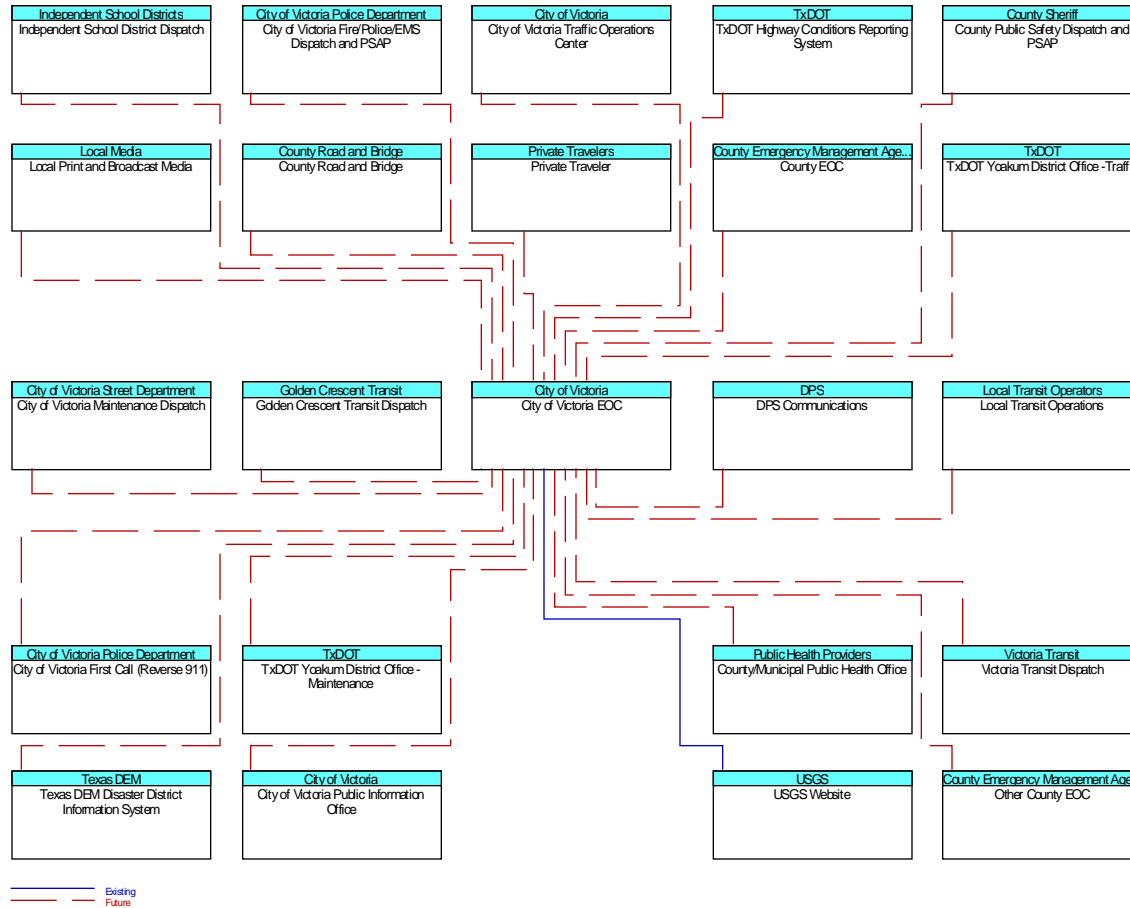 Independent School Districts
Independent School District Dispatch
City of Victoria Police Department
City of Victoria Fire/Police/EMS
Dispatch and PSAP
City of Victoria
City of Victoria Traffic Operations
Center
TxDOT
TxDOT Highway Conditions Reporting
System
County Sheriff
County Public Safety Dispatch and
PSAP
Local Media
Local Print and Broadcast Media
County Road and Bridge
County Road and Bridge
Private Travelers
Private Traveler
County Emergency Management Age...
County EOC
TxDOT
TxDOT Yoakum District Office -Traff
City of Victoria Street Department
City of Victoria Maintenance Dispatch
Golden Crescent Transit
Golden Crescent Transit Dispatch
City of Victoria
City of Victoria EOC
DPS
DPS Communications
Local Transit Operators
Local Transit Operations
City of Victoria Police Department
City of Victoria First Call (Reverse 911)
TxDOT
TxDOT Yoakum District Office -
Maintenance
Public Health Providers
County/Municipal Public Health Office
Victoria Transit
Victoria Transit Dispatch
Texas DEM
Texas DEM Disaster District
Information System
City of Victoria
City of Victoria Public Information
Office
USGS
USGS Website
County Emergency Management Age
Other County EOC
Existing
Future